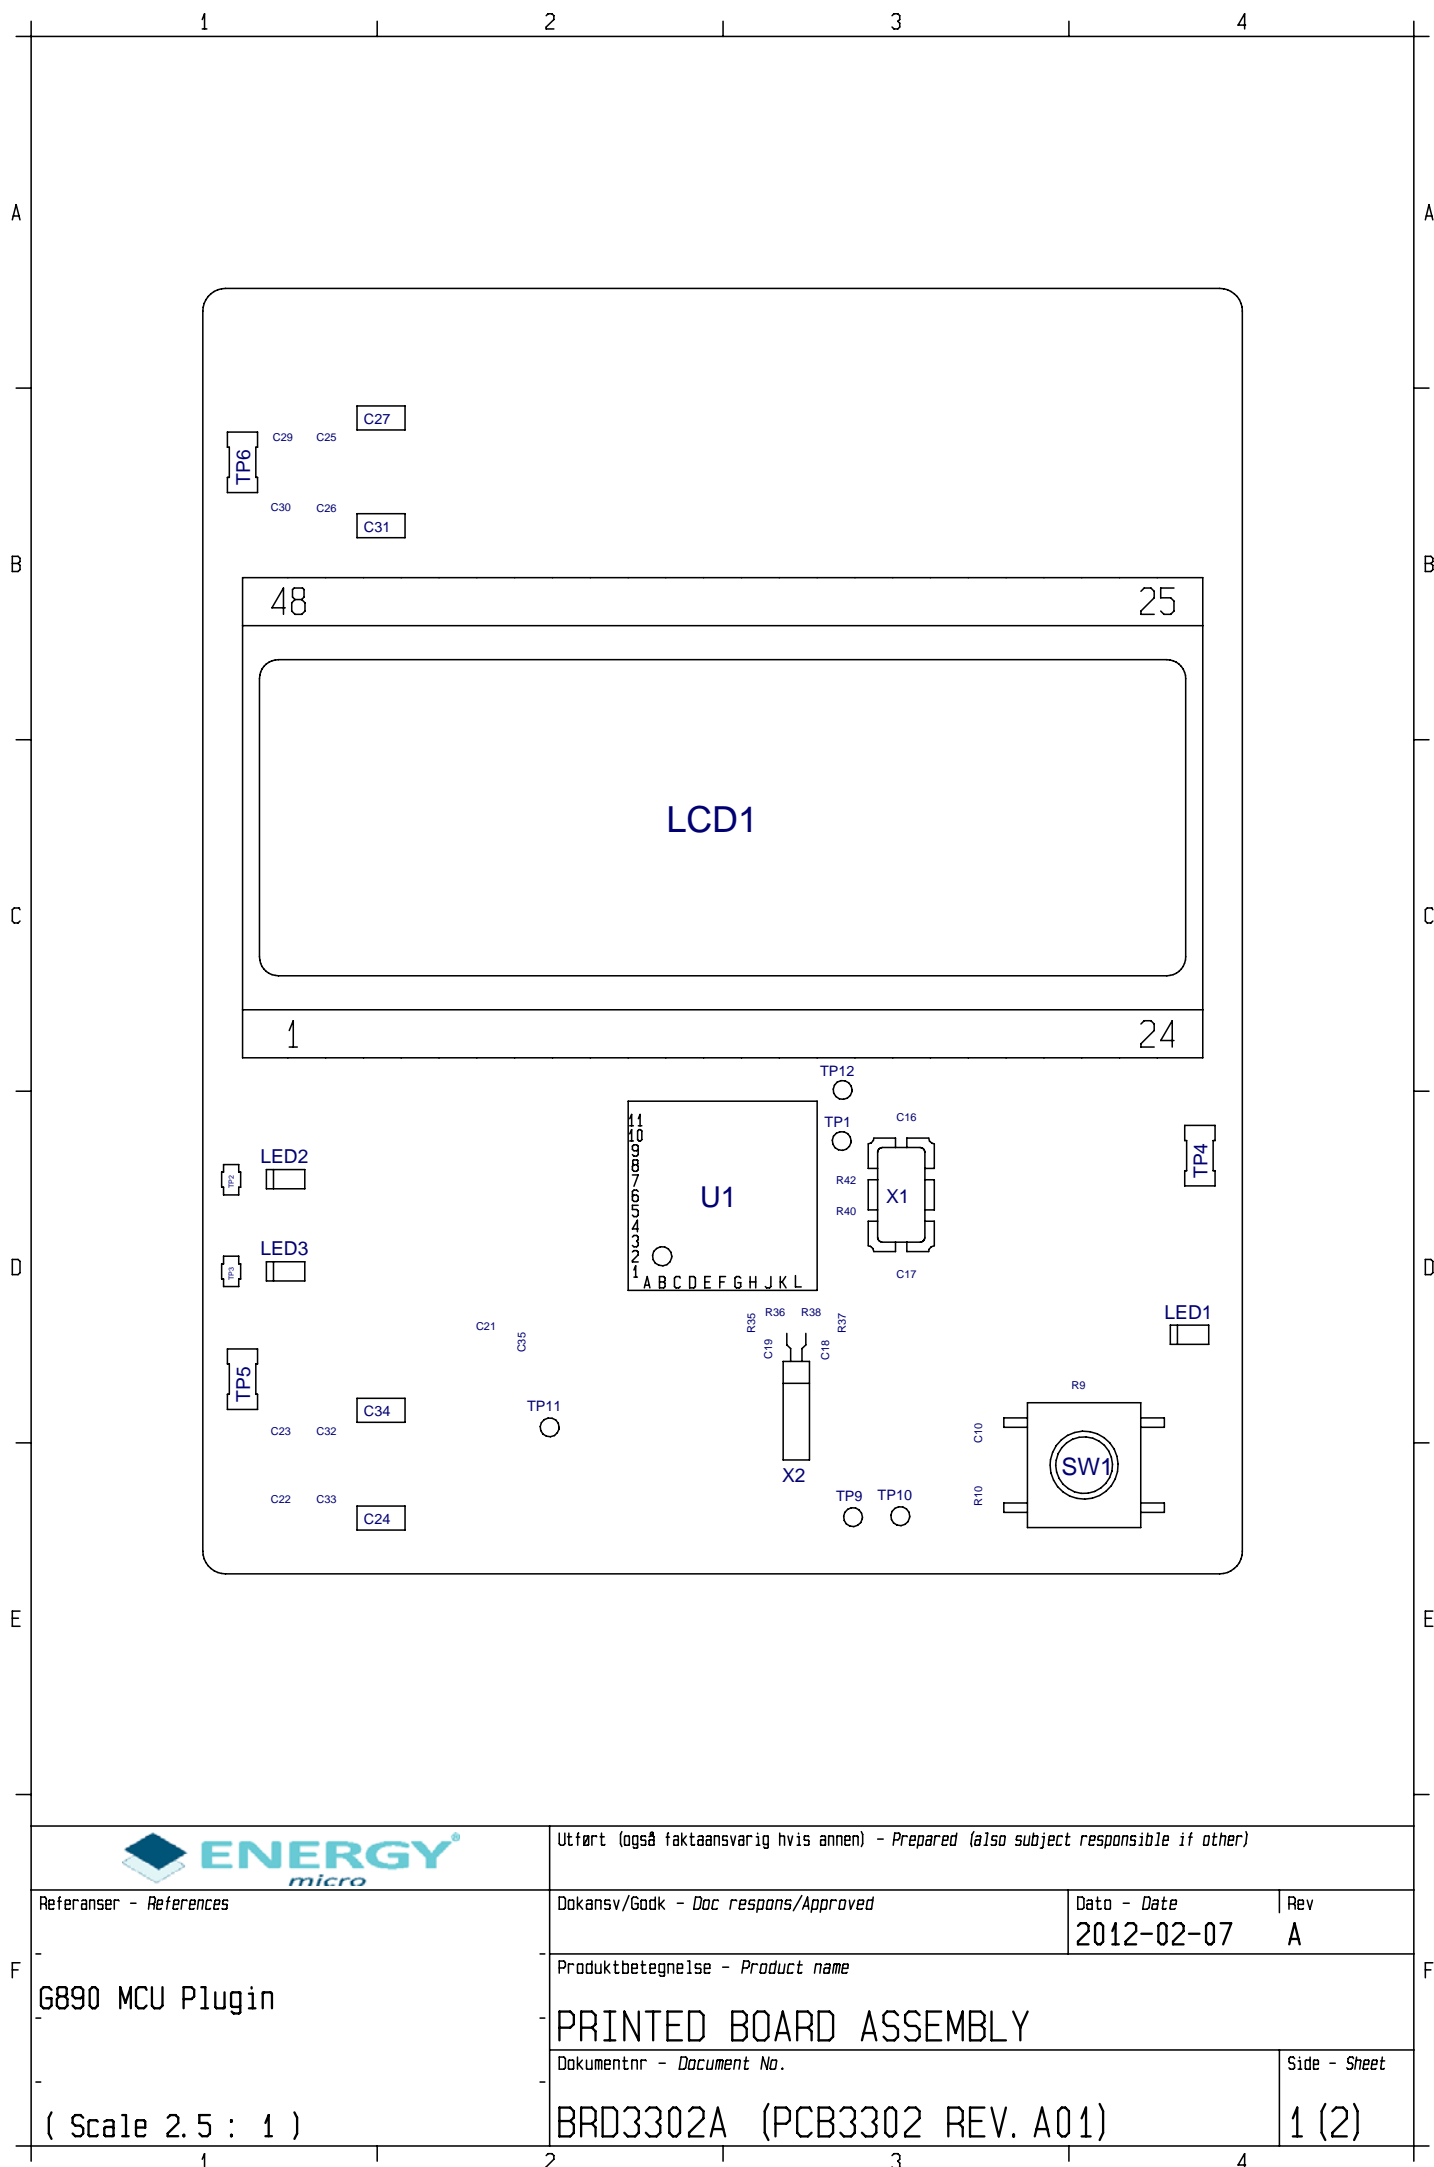 1 2 3 4
A A
C27
C29 C25
TP6
C30 C26
C31
B B
48 25
LCD1
C C
1 24
TP12
TP1 C16
11
10
9
8
7
6
5
4
3
2
1
A B C D E F G H J K L
U1
R42
R40
X1
C17
TP4
LED2
TP2
LED3
TP3
D D
R35 R36 R38 R37
C19 C18
C21
C35
LED1
TP5
C34
TP11
R9
C23 C32
C10
SW1
X2
C22 C33
C24
TP9 TP10
R10
E E
ENERGY®
micro
Utført (også faktaansvarig hvis annen) - Prepared (also subject responsible if other)
Referanser - References
Dokansv/Godk - Doc respons/Approved
Dato - Date
2012-02-07
Rev
A
F F
G890 MCU Plugin
Produktbetegnelse - Product name
PRINTED BOARD ASSEMBLY
Dokumentnr - Document No.
BRD3302A (PCB3302 REV. A01)
Side - Sheet
1 (2)
( Scale 2.5 : 1 )
1 2 3 4